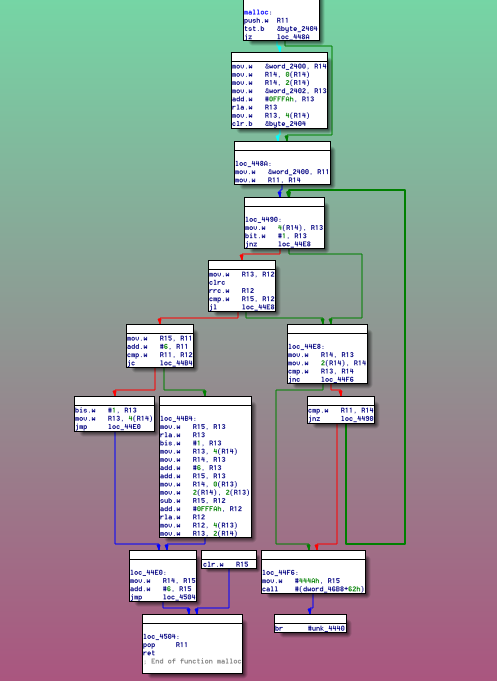 malloc:
push.w R11
tst.b &byte_2404
jz loc_448A
mov.w &word_2400, R14
mov.w R14, 0(R14)
mov.w R14, 2(R14)
mov.w &word_2402, R13
add.w #0FFFAh, R13
rla.w R13
mov.w R13, 4(R14)
clr.b &byte_2404
loc_448A:
mov.w &word_2400, R11
mov.w R11, R14
loc_4490:
mov.w 4(R14), R13
bit.w #1, R13
jnz loc_44E8
mov.w R13, R12
clrc
rrc.w R12
cmp.w R15, R12
jl loc_44E8
mov.w R15, R11
add.w #6, R11
cmp.w R11, R12
jc loc_44B4
loc_44E8:
mov.w R14, R13
mov.w 2(R14), R14
cmp.w R13, R14
jnc loc_44F6
bis.w #1, R13
mov.w R13, 4(R14)
jmp loc_44E0
loc_44B4:
mov.w R15, R13
rla.w R13
bis.w #1, R13
mov.w R13, 4(R14)
mov.w R14, R13
add.w #6, R13
add.w R15, R13
mov.w R14, 0(R13)
mov.w 2(R14), 2(R13)
sub.w R15, R12
add.w #0FFFAh, R12
rla.w R12
mov.w R12, 4(R13)
mov.w R13, 2(R14)
cmp.w R11, R14
jnz loc_4490
loc_44E0:
mov.w R14, R15
add.w #6, R15
jmp loc_4504
clr.w R15
loc_44F6:
mov.w #444Ah, R15
call #(dword_46B8+62h)
loc_4504:
pop R11
ret
; End of function malloc
br #unk_4440